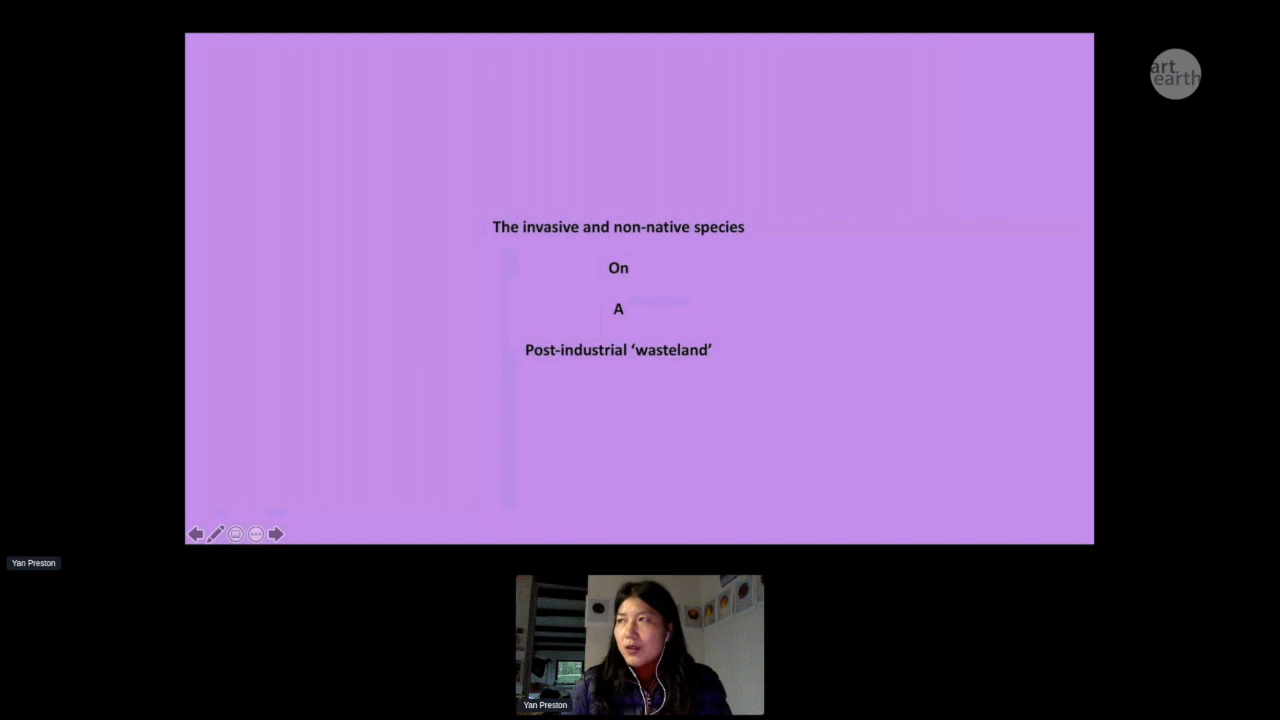 art
earth
The invasive and non-native species
On
A
Post-industrial ‘wasteland’
Yan Preston
Yan Preston